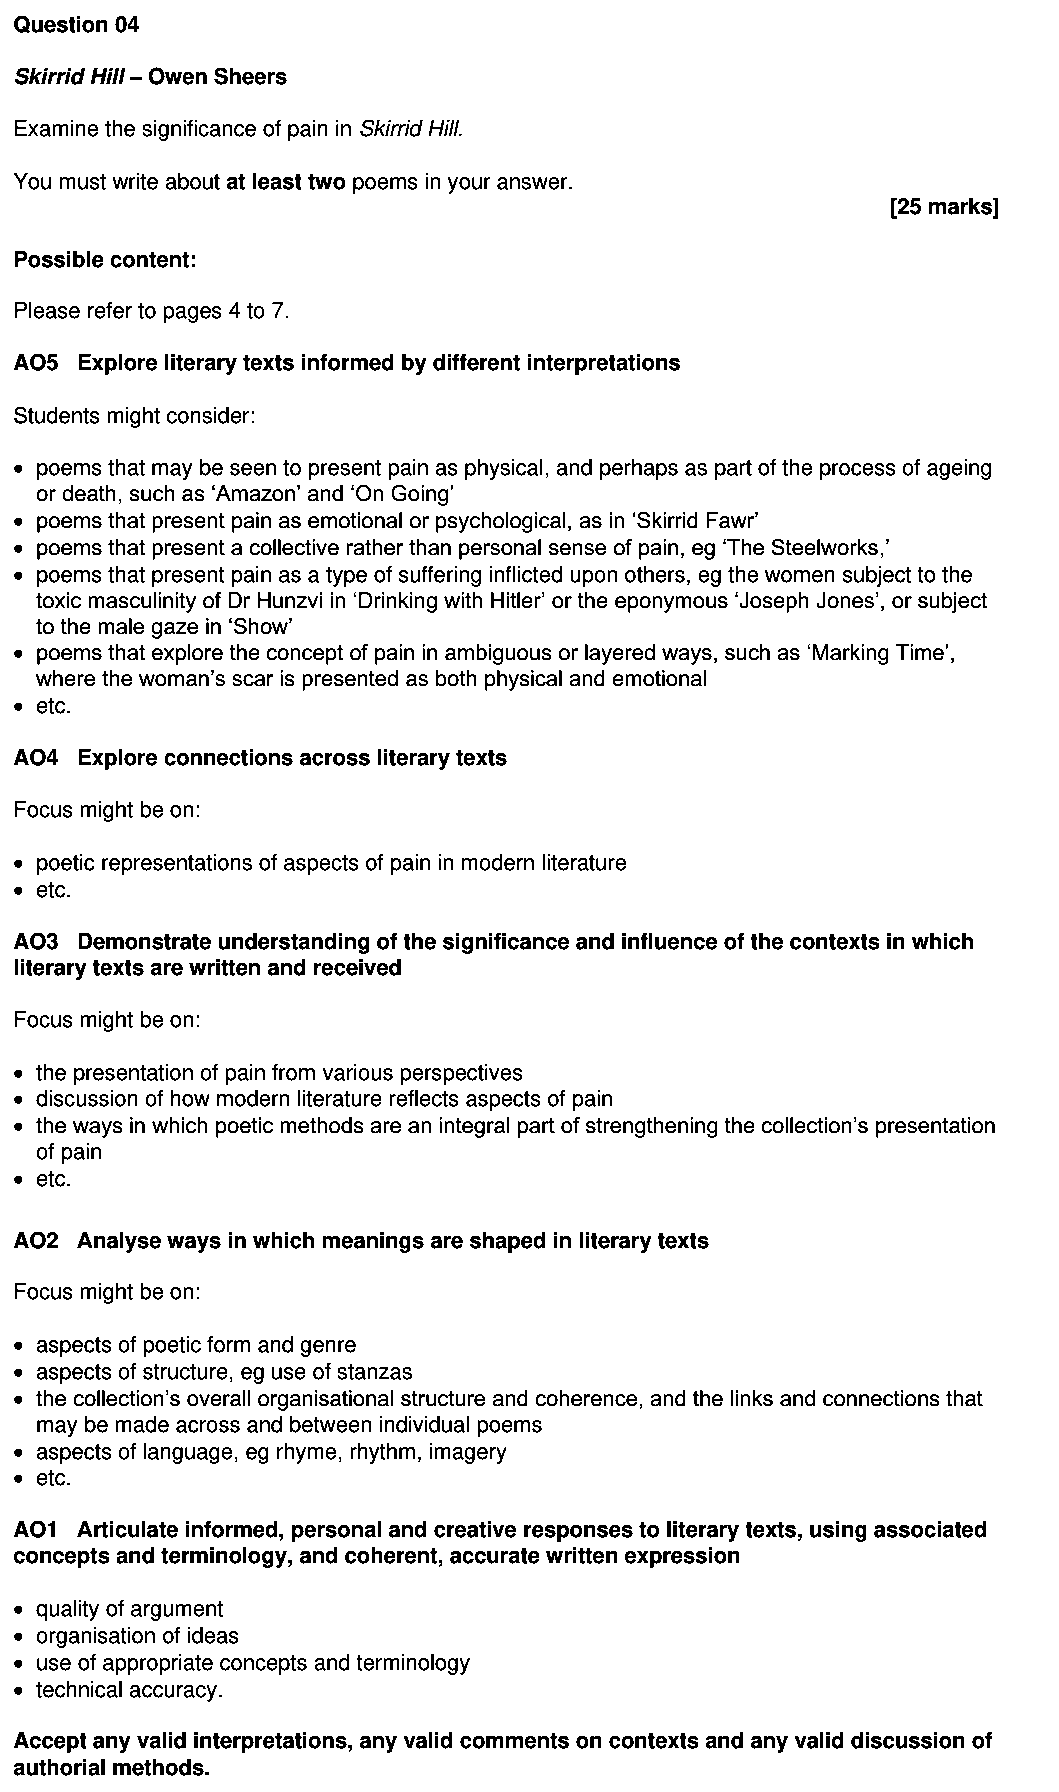 Question 04
Skirrid Hill – Owen Sheers
Examine the significance of pain in Skirrid Hill.
You must write about at least two poems in your answer.
[25 marks]
Possible content:
Please refer to pages 4 to 7.
AO5 Explore literary texts informed by different interpretations
Students might consider:
• poems that may be seen to present pain as physical, and perhaps as part of the process of ageing
or death, such as ‘Amazon’ and ‘On Going’
• poems that present pain as emotional or psychological, as in ‘Skirrid Fawr’
• poems that present a collective rather than personal sense of pain, eg ‘The Steelworks,’
• poems that present pain as a type of suffering inflicted upon others, eg the women subject to the
toxic masculinity of Dr Hunzvi in ‘Drinking with Hitler’ or the eponymous ‘Joseph Jones’, or subject
to the male gaze in ‘Show’
• poems that explore the concept of pain in ambiguous or layered ways, such as ‘Marking Time’,
where the woman’s scar is presented as both physical and emotional
• etc.
AO4 Explore connections across literary texts
Focus might be on:
• poetic representations of aspects of pain in modern literature
• etc.
AO3 Demonstrate understanding of the significance and influence of the contexts in which
literary texts are written and received
Focus might be on:
• the presentation of pain from various perspectives
• discussion of how modern literature reflects aspects of pain
• the ways in which poetic methods are an integral part of strengthening the collection’s presentation
of pain
• etc.
AO2 Analyse ways in which meanings are shaped in literary texts
Focus might be on:
• aspects of poetic form and genre
• aspects of structure, eg use of stanzas
• the collection’s overall organisational structure and coherence, and the links and connections that
may be made across and between individual poems
• aspects of language, eg rhyme, rhythm, imagery
• etc.
AO1 Articulate informed, personal and creative responses to literary texts, using associated
concepts and terminology, and coherent, accurate written expression
• quality of argument
• organisation of ideas
• use of appropriate concepts and terminology
• technical accuracy.
Accept any valid interpretations, any valid comments on contexts and any valid discussion of
authorial methods.